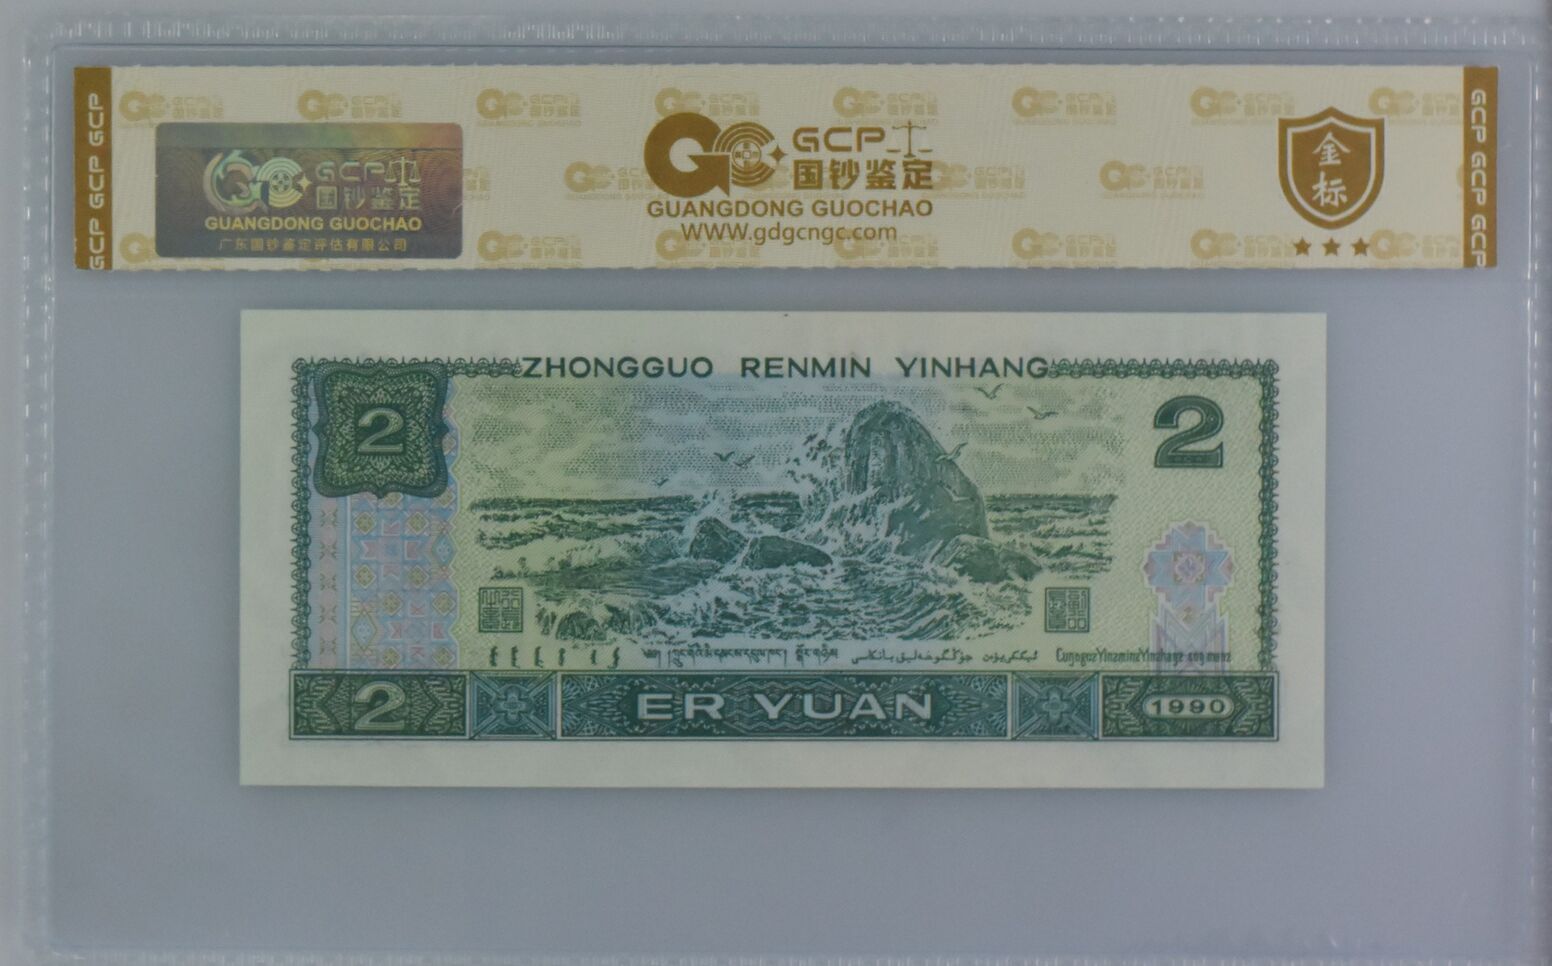 GCP
国钞鉴定
GUANGDONG GUOCHAO
广东国钞鉴定评估有限公司
GCP
国钞鉴定
GUANGDONG GUOCHAO
WWW.gdgcngc.com
金标
GCP GCP GCP
GCP GCP GCP
ZHONGGUO RENMIN YINHANG
2
2
2
ER YUAN
1990